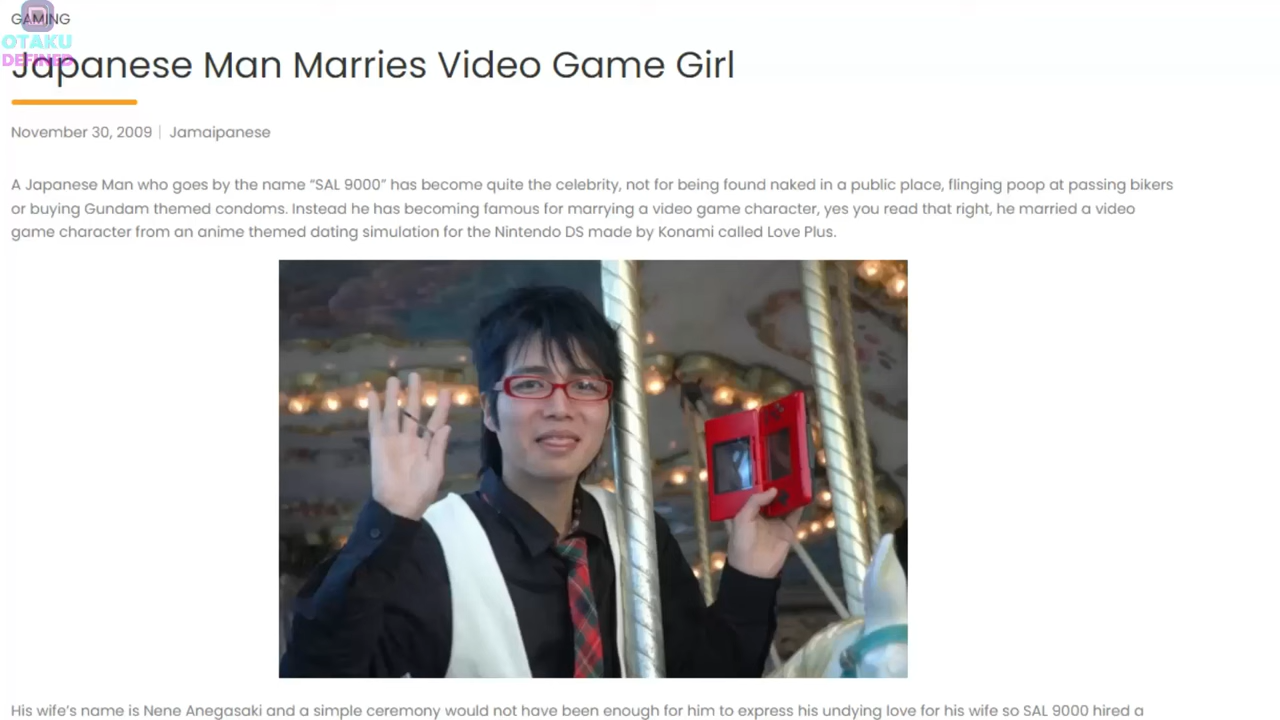 GAMING
OTAKU
DEFINED
Japanese Man Marries Video Game Girl
November 30, 2009 | Jamaipanese
A Japanese Man who goes by the name “SAL 9000” has become quite the celebrity, not for being found naked in a public place, flinging poop at passing bikers
or buying Gundam themed condoms. Instead he has becoming famous for marrying a video game character, yes you read that right, he married a video
game character from an anime themed dating simulation for the Nintendo DS made by Konami called Love Plus.
His wife’s name is Nene Anegasaki and a simple ceremony would not have been enough for him to express his undying love for his wife so SAL 9000 hired a